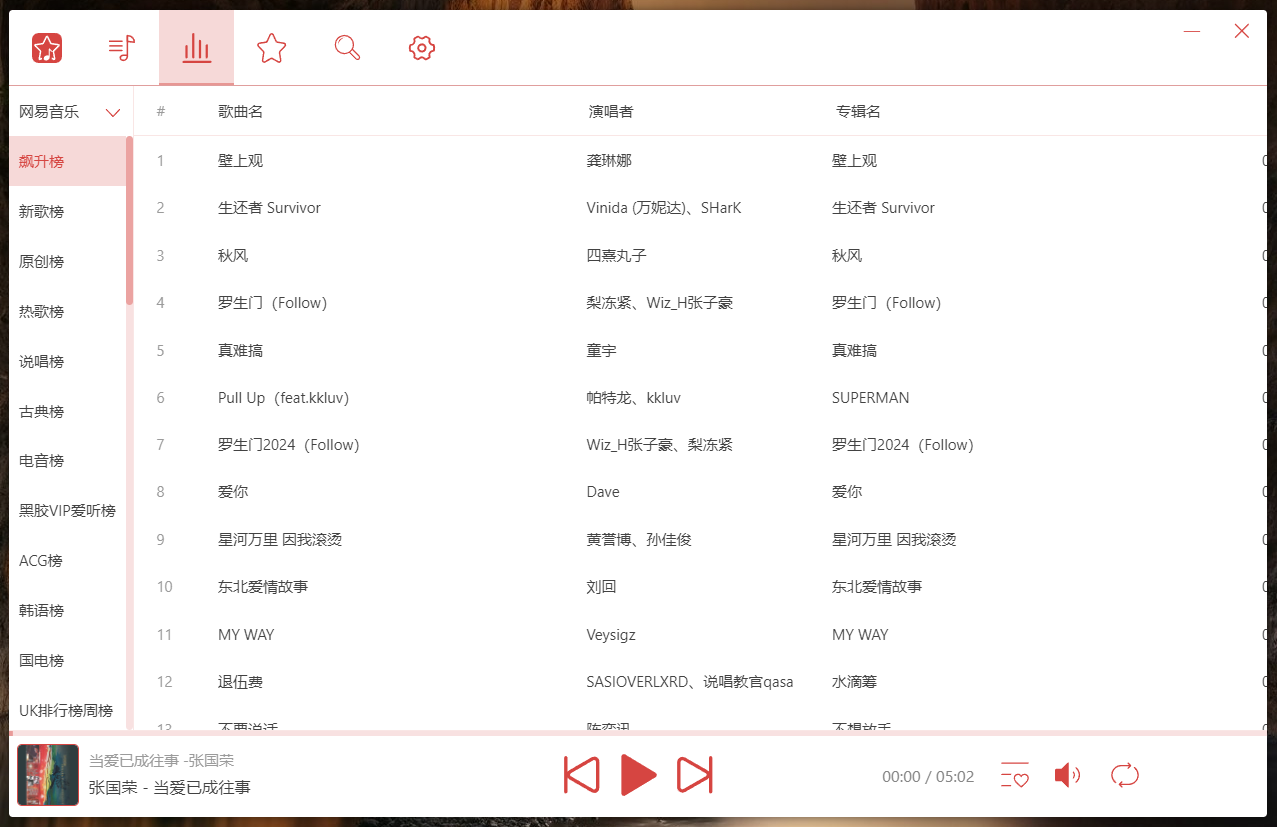 网易音乐 # 歌曲名 演唱者 专辑名
飙升榜
新歌榜
原创榜
热歌榜
说唱榜
古典榜
电音榜
黑胶VIP爱听榜
ACG榜
韩语榜
国电榜
UK排行榜周榜
1 壁上观 龚琳娜 壁上观
2 生还者 Survivor Vinida (万妮达)、SHarK 生还者 Survivor
3 秋风 四熹丸子 秋风
4 罗生门（Follow） 梨冻紧、Wiz_H张子豪 罗生门（Follow）
5 真难搞 童宇 真难搞
6 Pull Up（feat.kkluv） 帕特龙、kkluv SUPERMAN
7 罗生门2024（Follow） Wiz_H张子豪、梨冻紧 罗生门2024（Follow）
8 爱你 Dave 爱你
9 星河万里 因我滚烫 黄誉博、孙佳俊 星河万里 因我滚烫
10 东北爱情故事 刘回 东北爱情故事
11 MY WAY Veysigz MY WAY
12 退伍费 SASIOVERLXRD、说唱教官qasa 水滴筹
13 不要说话 陈奕迅 不想放手
当爱已成往事 -张国荣
张国荣 - 当爱已成往事
00:00 / 05:02